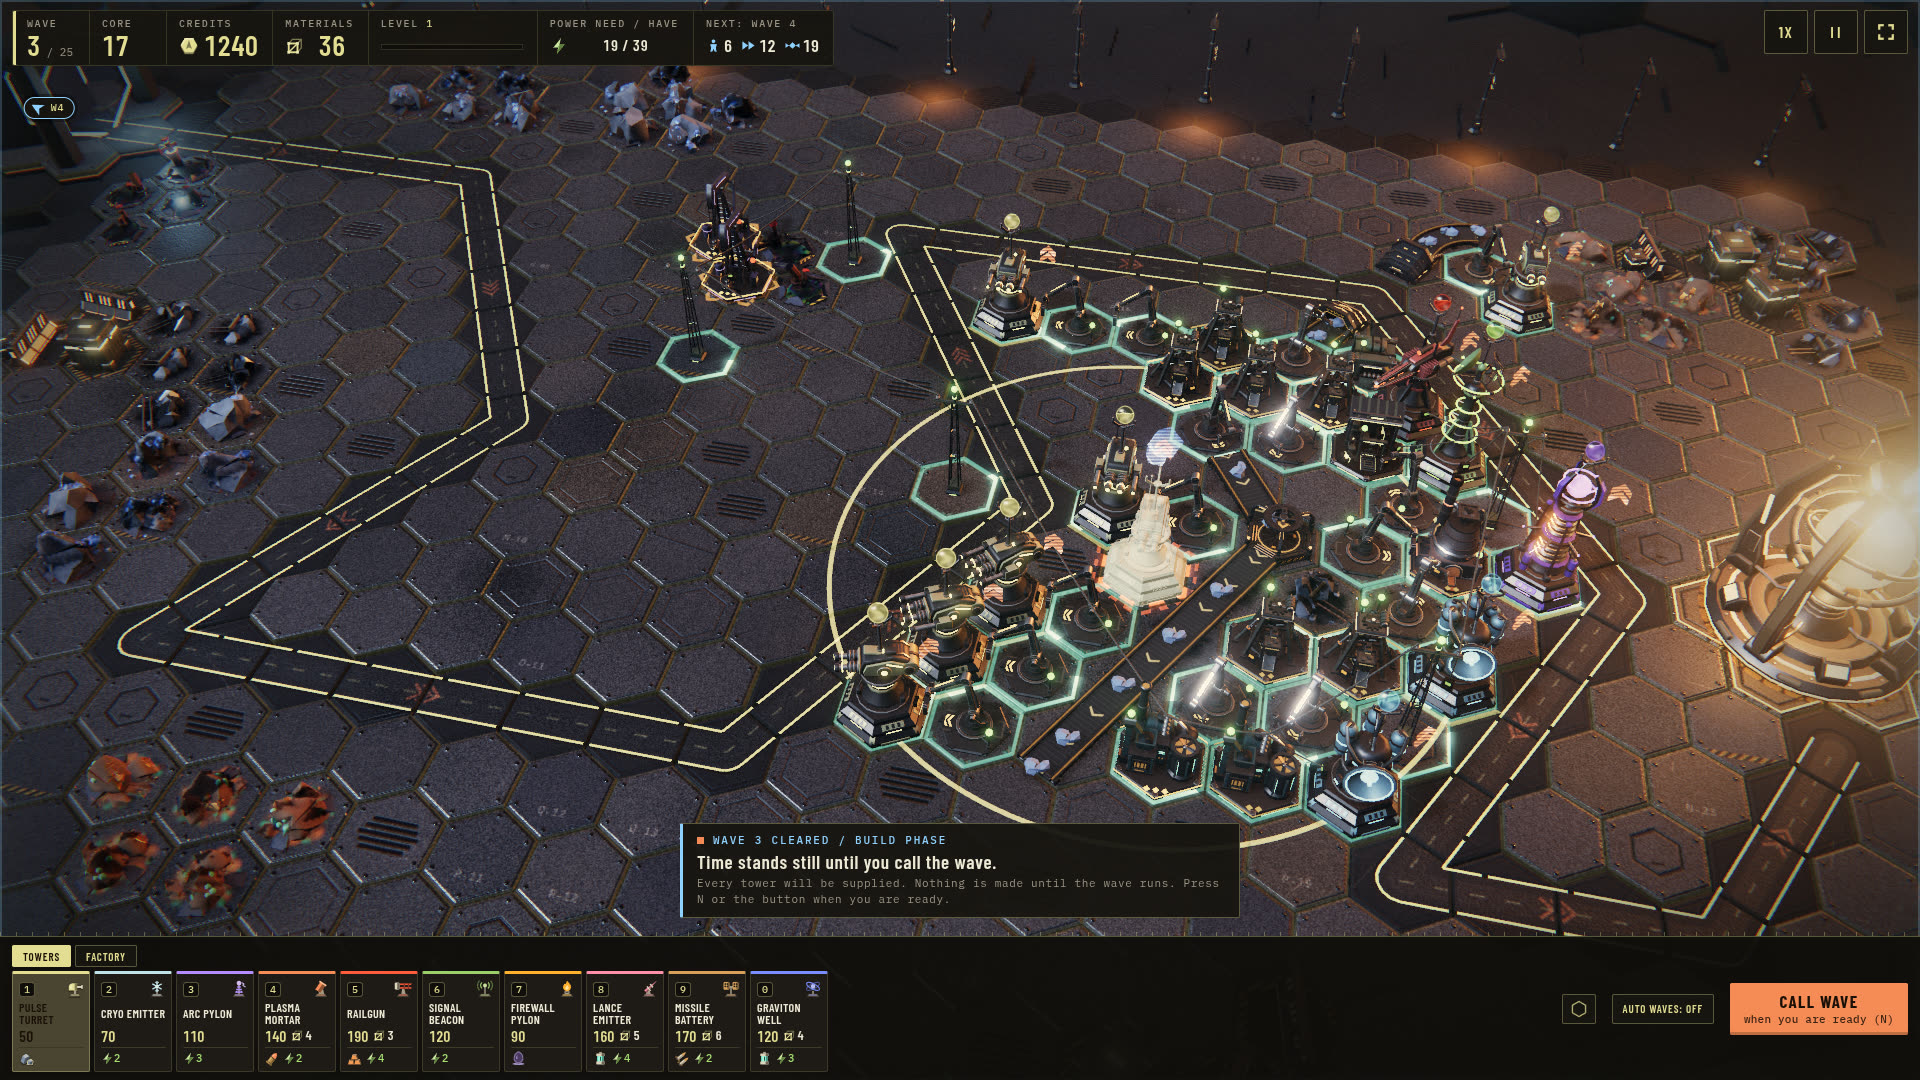 WAVE
3 / 25
CORE
17
CREDITS
1240
MATERIALS
36
LEVEL 1
POWER NEED / HAVE
19 / 39
NEXT: WAVE 4
6 12 19
1X
W4
WAVE 3 CLEARED / BUILD PHASE
Time stands still until you call the wave.
Every tower will be supplied. Nothing is made until the wave runs. Press
N or the button when you are ready.
TOWERS
FACTORY
1
PULSE
TURRET
50
2
CRYO EMITTER
70
2
3
ARC PYLON
110
3
4
PLASMA
MORTAR
140 4
2
5
RAILGUN
190 3
4
6
SIGNAL
BEACON
120
2
7
FIREWALL
PYLON
90
8
LANCE
EMITTER
160 5
4
9
MISSILE
BATTERY
170 6
2
0
GRAVITON
WELL
120 4
3
AUTO WAVES: OFF
CALL WAVE
when you are ready (N)